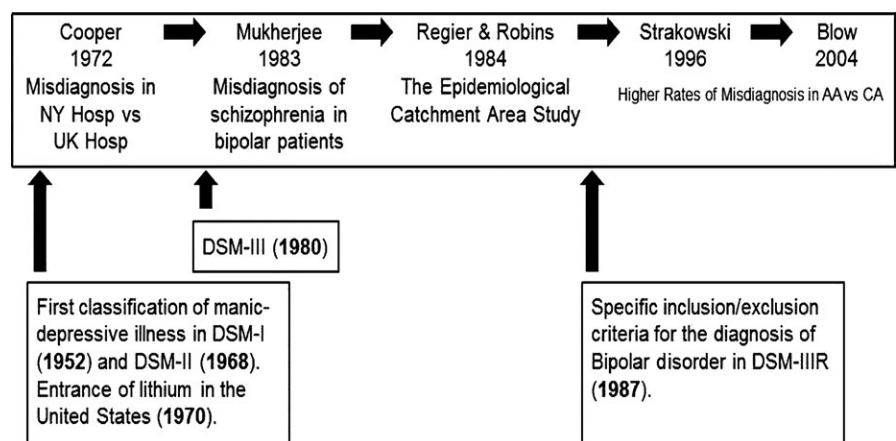 Cooper
1972
Misdiagnosis in
NY Hosp vs
UK Hosp
Mukherjee
1983
Misdiagnosis of
schizophrenia in
bipolar patients
Regier & Robins
1984
The Epidemiological
Catchment Area Study
Strakowski
1996
Blow
2004
Higher Rates of Misdiagnosis in AA vs CA
DSM-III (1980)
First classification of manic-
depressive illness in DSM-I
(1952) and DSM-II (1968).
Entrance of lithium in the
United States (1970).
Specific inclusion/exclusion
criteria for the diagnosis of
Bipolar disorder in DSM-IIIR
(1987).